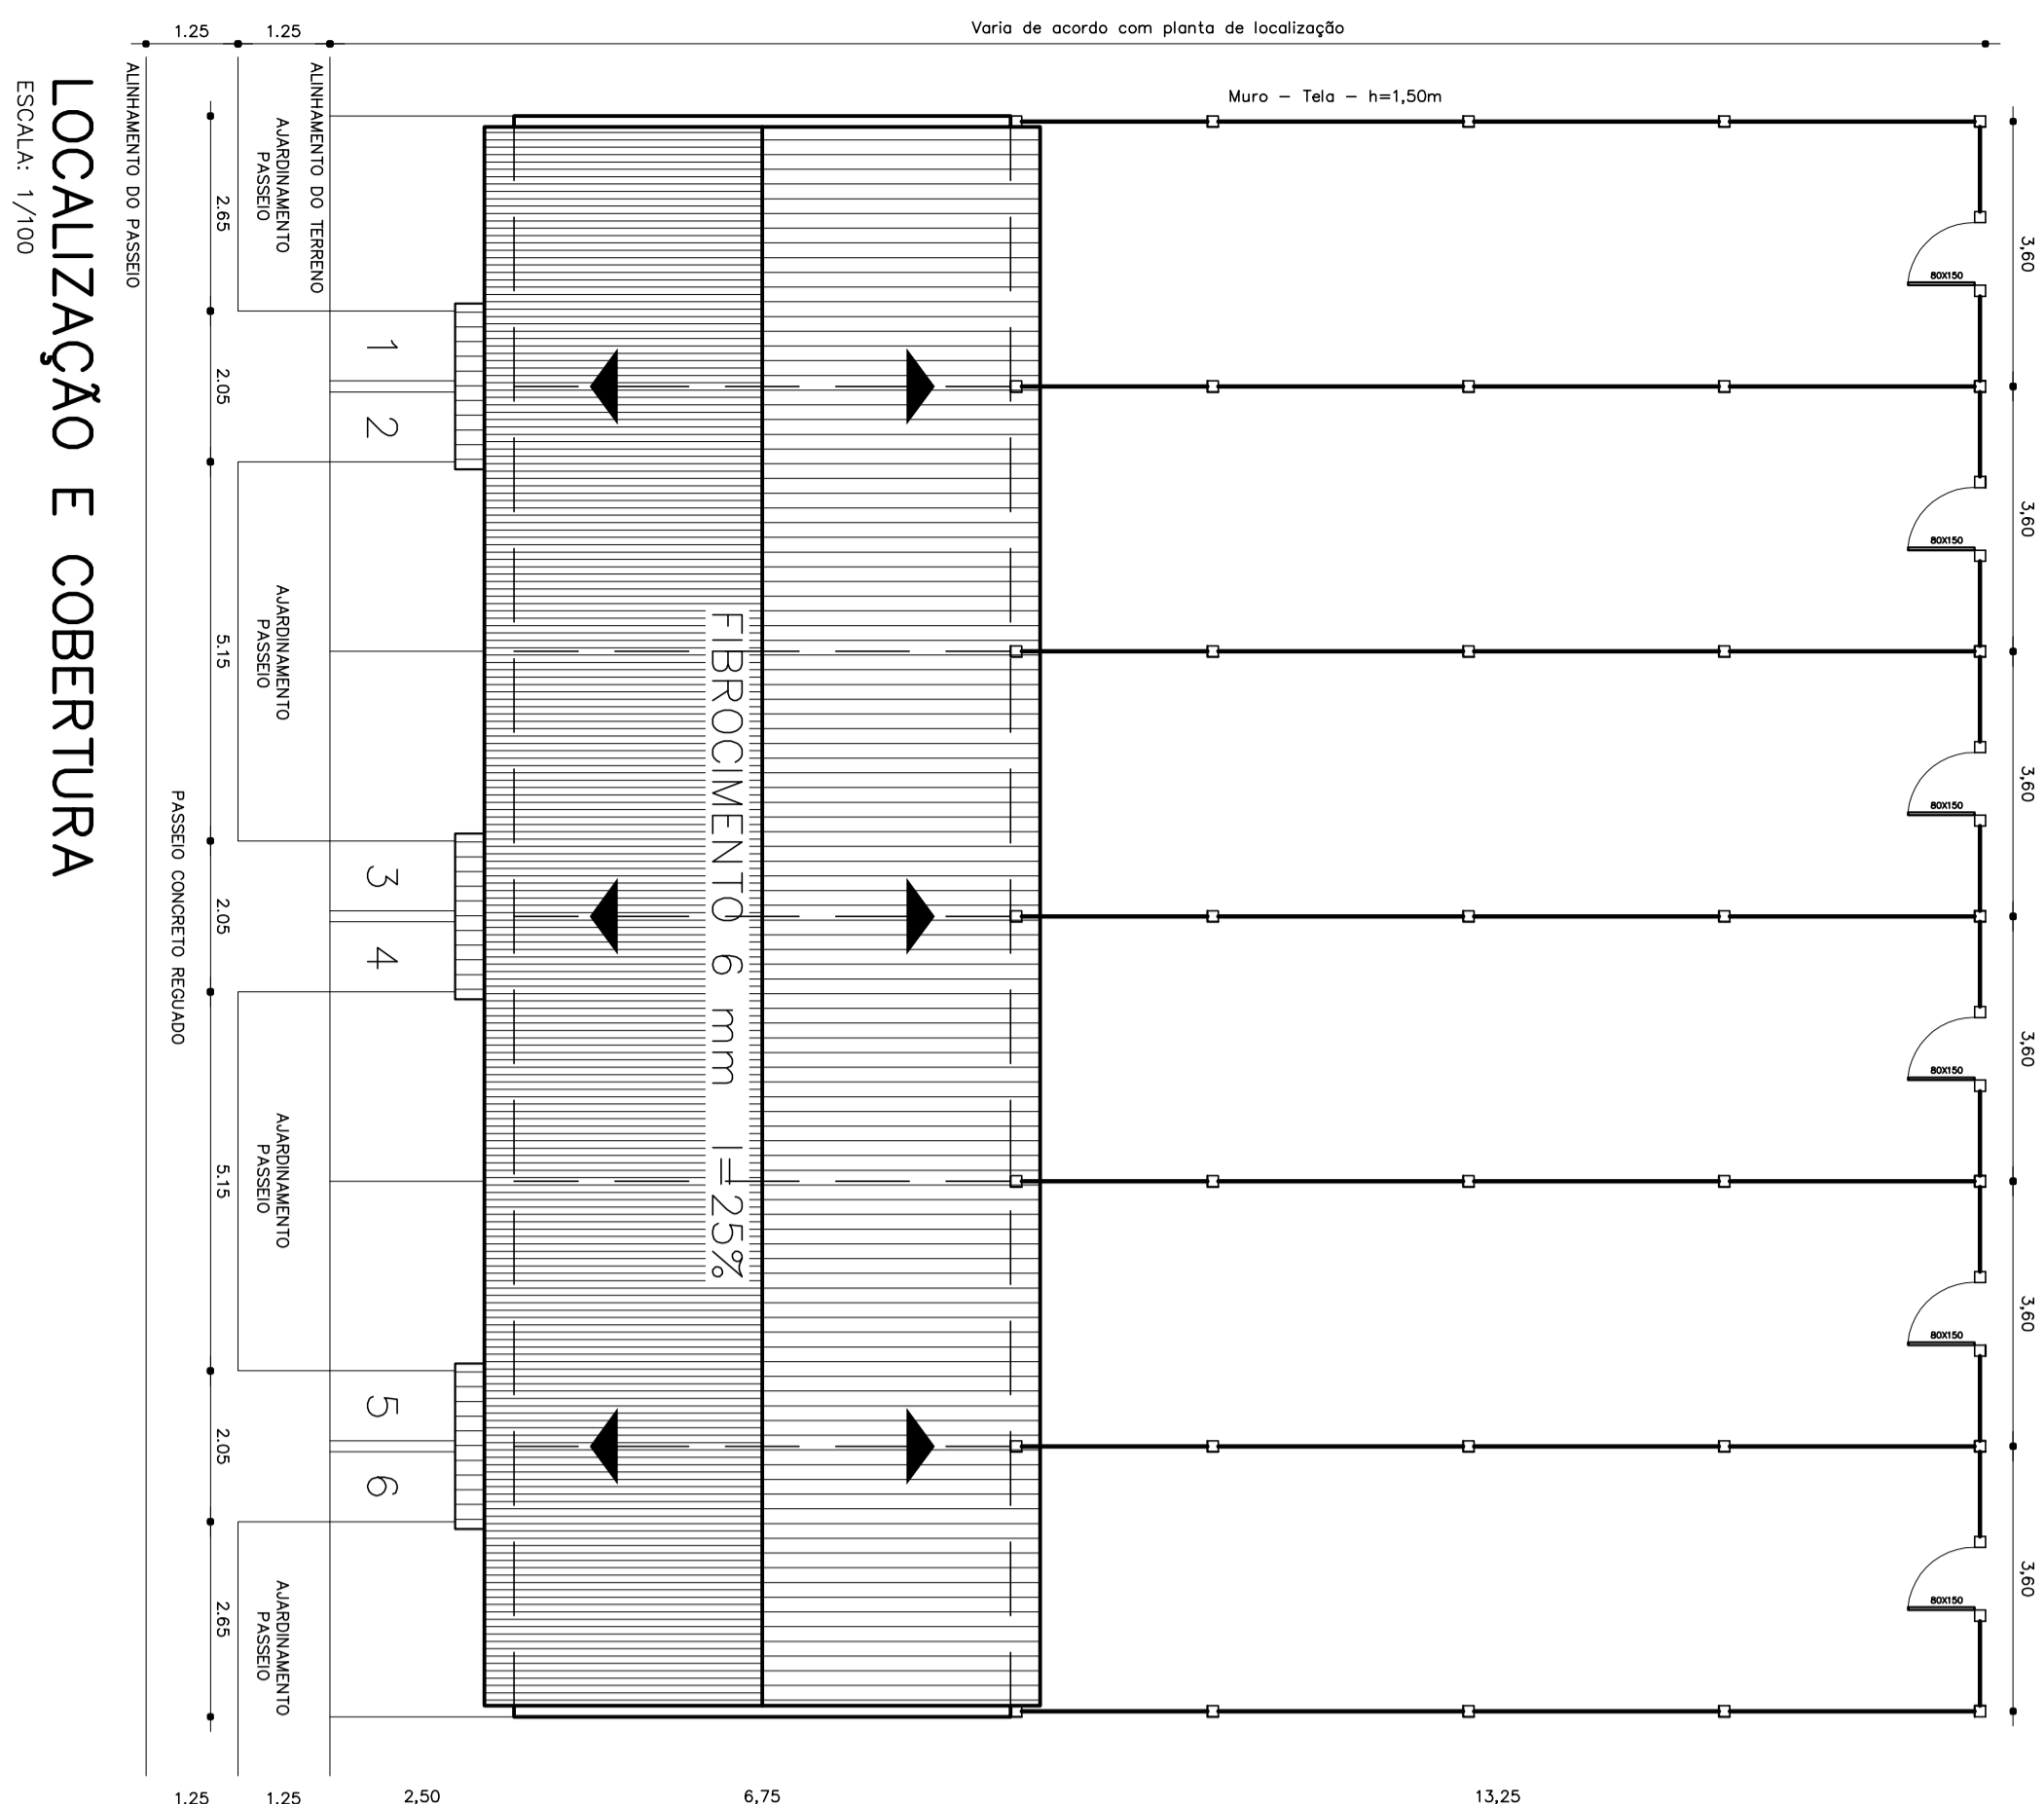 LOCALIZAÇÃO E COBERTURA
ESCALA: 1/100
1.25
1.25
Varia de acordo com planta de localização
Muro - Tela - h=1,50m
ALINHAMENTO DO PASSEIO
ALINHAMENTO DO TERRENO
AJARDINAMENTO
PASSEIO
AJARDINAMENTO
PASSEIO
AJARDINAMENTO
PASSEIO
AJARDINAMENTO
PASSEIO
PASSEIO CONCRETO REGUADO
2.65
2.05
5.15
2.05
5.15
2.05
2.65
1
2
3
4
5
6
FIBROCIMENTO 6 mm I=25%
80X150
80X150
80X150
80X150
80X150
80X150
3,60
3,60
3,60
3,60
3,60
3,60
1.25
1.25
2,50
6,75
13,25